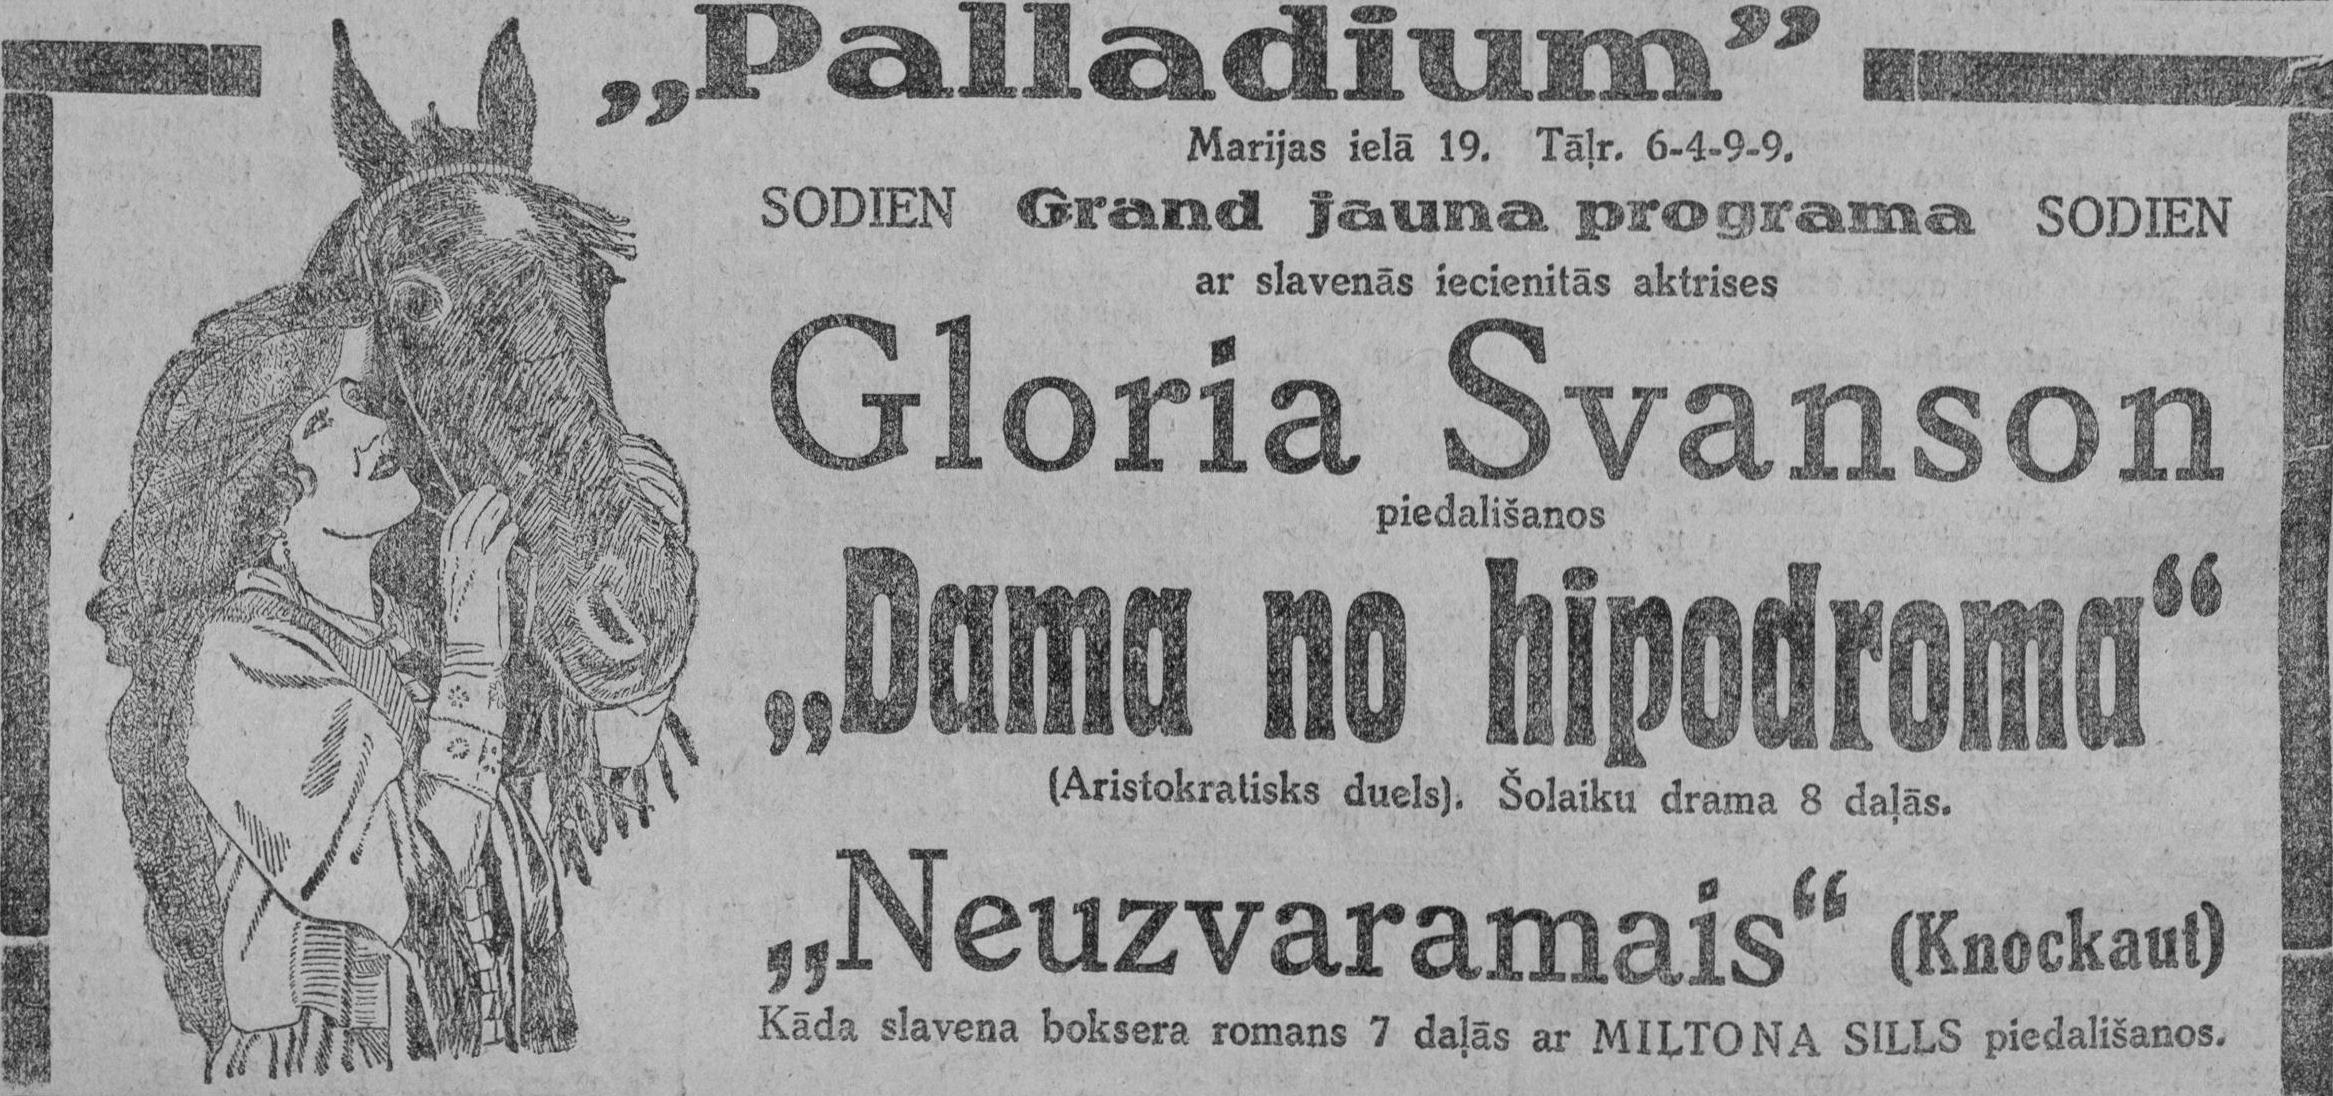 „Palladium”
Marijas ielā 19. Tāļr. 6-4-9-9.
SODIEN Grand jauna programa SODIEN
ar slavenās iecienitās aktrises
Gloria Svanson
piedališanos
„Dama no hipodroma“
(Aristokratisks duels). Šolaiku drama 8 daļās.
„Neuzvaramais“ (Knockaut)
Kāda slavena boksera romans 7 daļās ar MIĻTONA SILLS piedališanos.